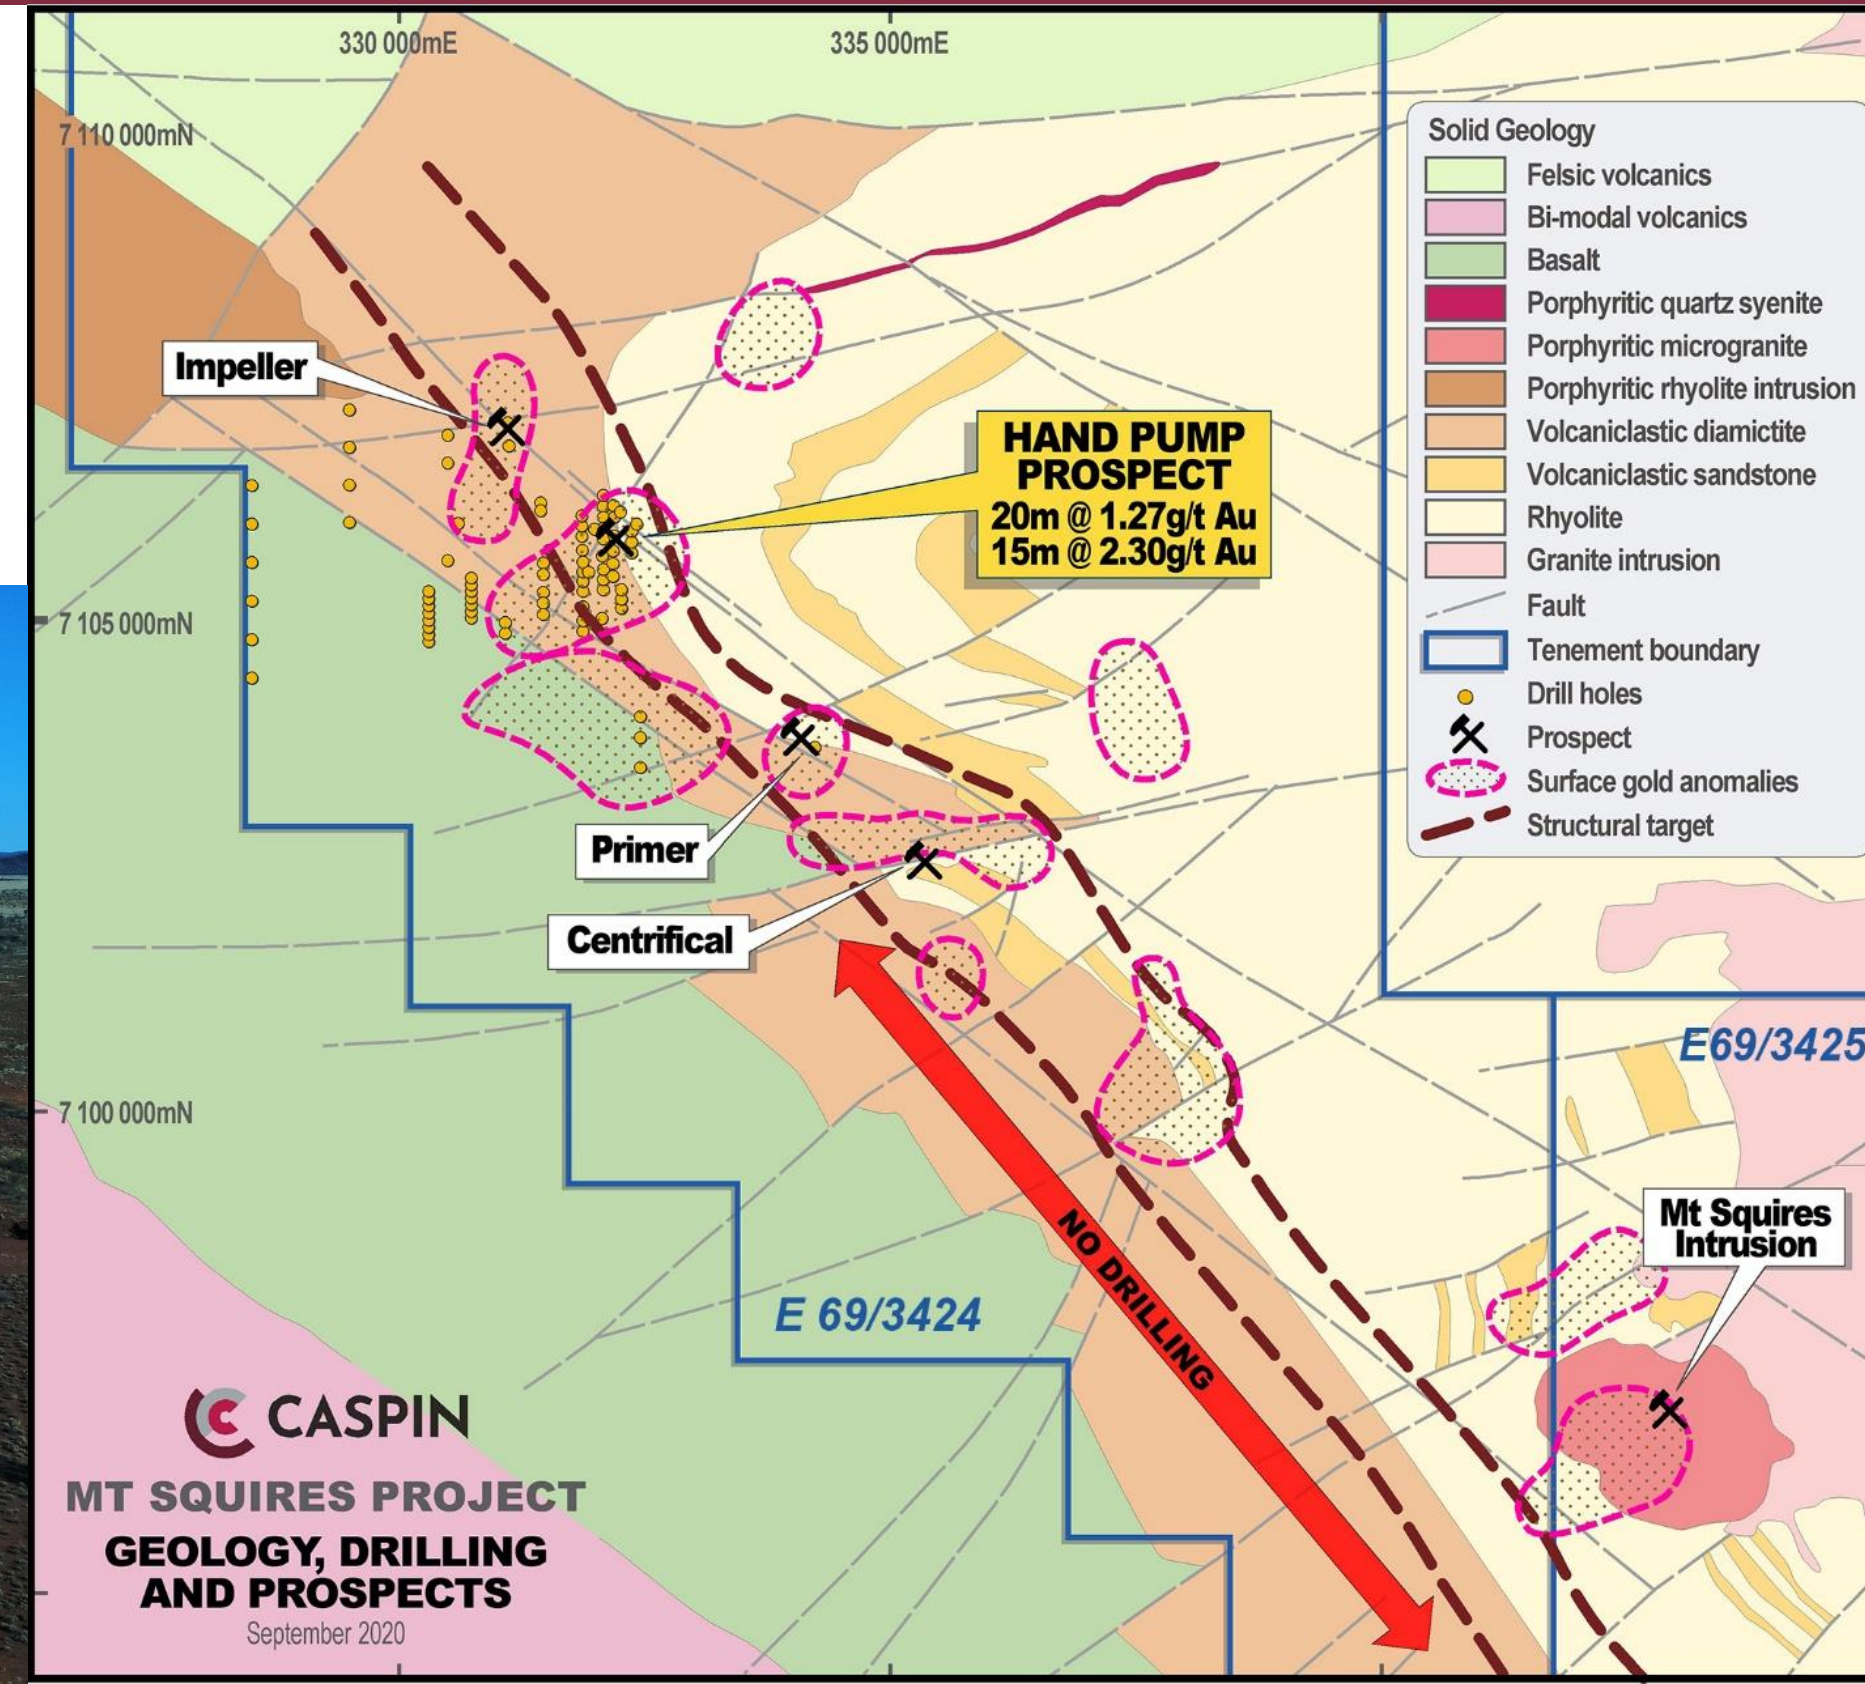 330 000mE
335 000mE
7 110 000mN
7 105 000mN
7 100 000mN
Impeller
HAND PUMP
PROSPECT
20m @ 1.27g/t Au
15m @ 2.30g/t Au
Primer
Centrifical
NO DRILLING
E 69/3424
E69/3425
Mt Squires
Intrusion
Solid Geology
Felsic volcanics
Bi-modal volcanics
Basalt
Porphyritic quartz syenite
Porphyritic microgranite
Porphyritic rhyolite intrusion
Volcaniclastic diamictite
Volcaniclastic sandstone
Rhyolite
Granite intrusion
Fault
Tenement boundary
Drill holes
Prospect
Surface gold anomalies
Structural target
CASPIN
MT SQUIRES PROJECT
GEOLOGY, DRILLING
AND PROSPECTS
September 2020